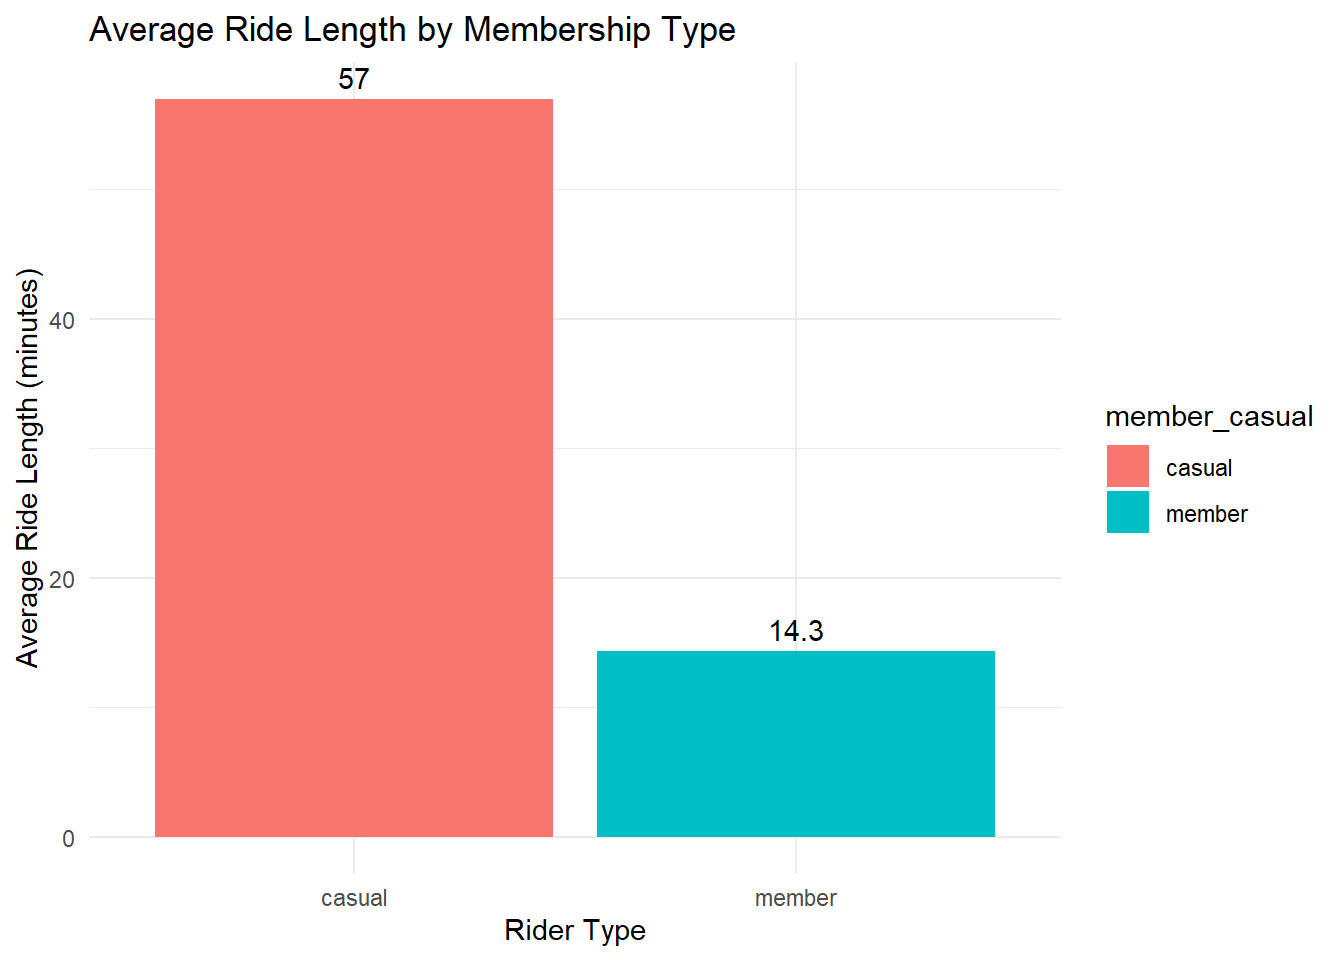 Average Ride Length by Membership Type
57
14.3
40
20
0
Average Ride Length (minutes)
casual
member
Rider Type
member_casual
casual
member